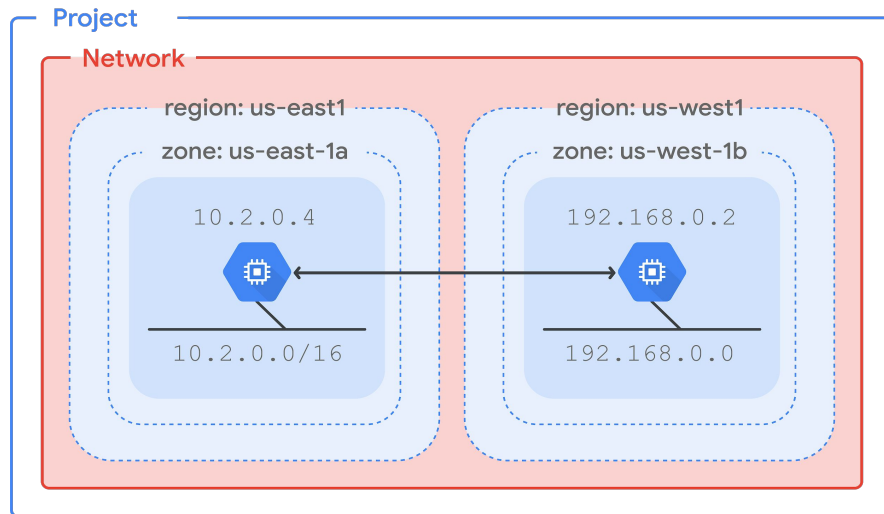 Project
Network
region: us-east1
zone: us-east-1a
10.2.0.4
10.2.0.0/16
region: us-west1
zone: us-west-1b
192.168.0.2
192.168.0.0